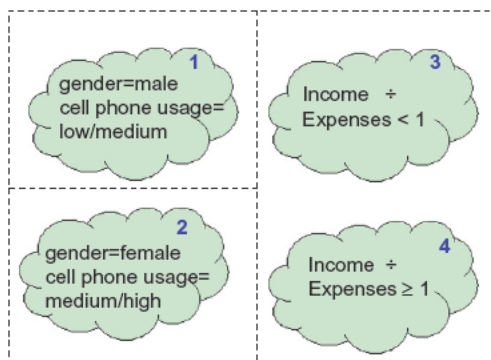 1
gender=male
cell phone usage=
low/medium
2
gender=female
cell phone usage=
medium/high
3
Income ÷
Expenses < 1
4
Income ÷
Expenses ≥ 1